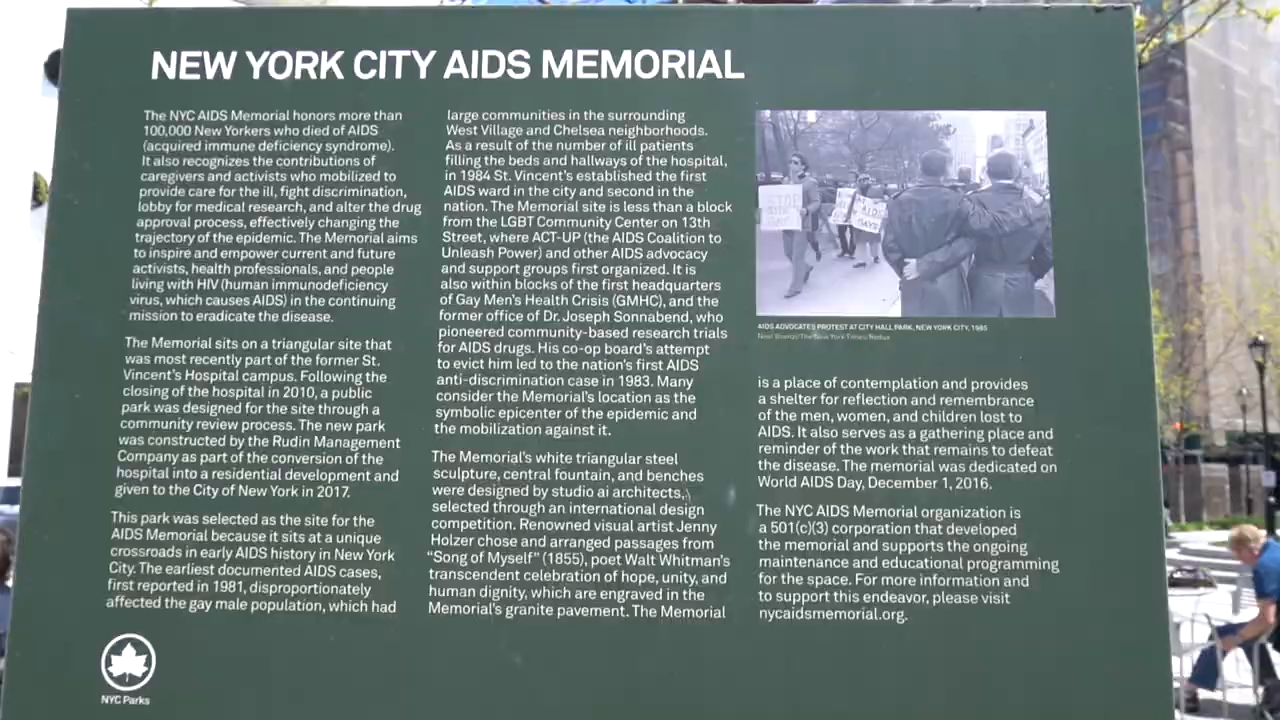 NEW YORK CITY AIDS MEMORIAL
The NYC AIDS Memorial honors more than
100,000 New Yorkers who died of AIDS
(acquired immune deficiency syndrome).
It also recognizes the contributions of
caregivers and activists who mobilized to
provide care for the ill, fight discrimination,
lobby for medical research, and alter the drug
approval process, effectively changing the
trajectory of the epidemic. The Memorial aims
to inspire and empower current and future
activists, health professionals, and people
living with HIV (human immunodeficiency
virus, which causes AIDS) in the continuing
mission to eradicate the disease.
The Memorial sits on a triangular site that
was most recently part of the former St.
Vincent's Hospital campus. Following the
closing of the hospital in 2010, a public
park was designed for the site through a
community review process. The new park
was constructed by the Rudin Management
Company as part of the conversion of the
hospital into a residential development and
given to the City of New York in 2017.
This park was selected as the site for the
AIDS Memorial because it sits at a unique
crossroads in early AIDS history in New York
City. The earliest documented AIDS cases,
first reported in 1981, disproportionately
affected the gay male population, which had
large communities in the surrounding
West Village and Chelsea neighborhoods.
As a result of the number of ill patients
filling the beds and hallways of the hospital,
in 1984 St. Vincent's established the first
AIDS ward in the city and second in the
nation. The Memorial site is less than a block
from the LGBT Community Center on 13th
Street, where ACT-UP (the AIDS Coalition to
Unleash Power) and other AIDS advocacy
and support groups first organized. It is
also within blocks of the first headquarters
of Gay Men's Health Crisis (GMHC), and the
former office of Dr. Joseph Sonnabend, who
pioneered community-based research trials
for AIDS drugs. His co-op board's attempt
to evict him led to the nation's first AIDS
anti-discrimination case in 1983. Many
consider the Memorial's location as the
symbolic epicenter of the epidemic and
the mobilization against it.
The Memorial's white triangular steel
sculpture, central fountain, and benches
were designed by studio ai architects,
selected through an international design
competition. Renowned visual artist Jenny
Holzer chose and arranged passages from
"Song of Myself" (1855), poet Walt Whitman's
transcendent celebration of hope, unity, and
human dignity, which are engraved in the
Memorial's granite pavement. The Memorial
AIDS ADVOCATES PROTEST AT CITY HALL PARK, NEW YORK CITY, 1985
The New York Times/Redux
is a place of contemplation and provides
a shelter for reflection and remembrance
of the men, women, and children lost to
AIDS. It also serves as a gathering place and
reminder of the work that remains to defeat
the disease. The memorial was dedicated on
World AIDS Day, December 1, 2016.
The NYC AIDS Memorial organization is
a 501(c)(3) corporation that developed
the memorial and supports the ongoing
maintenance and educational programming
for the space. For more information and
to support this endeavor, please visit
nycaidsmemorial.org.
NYC Parks